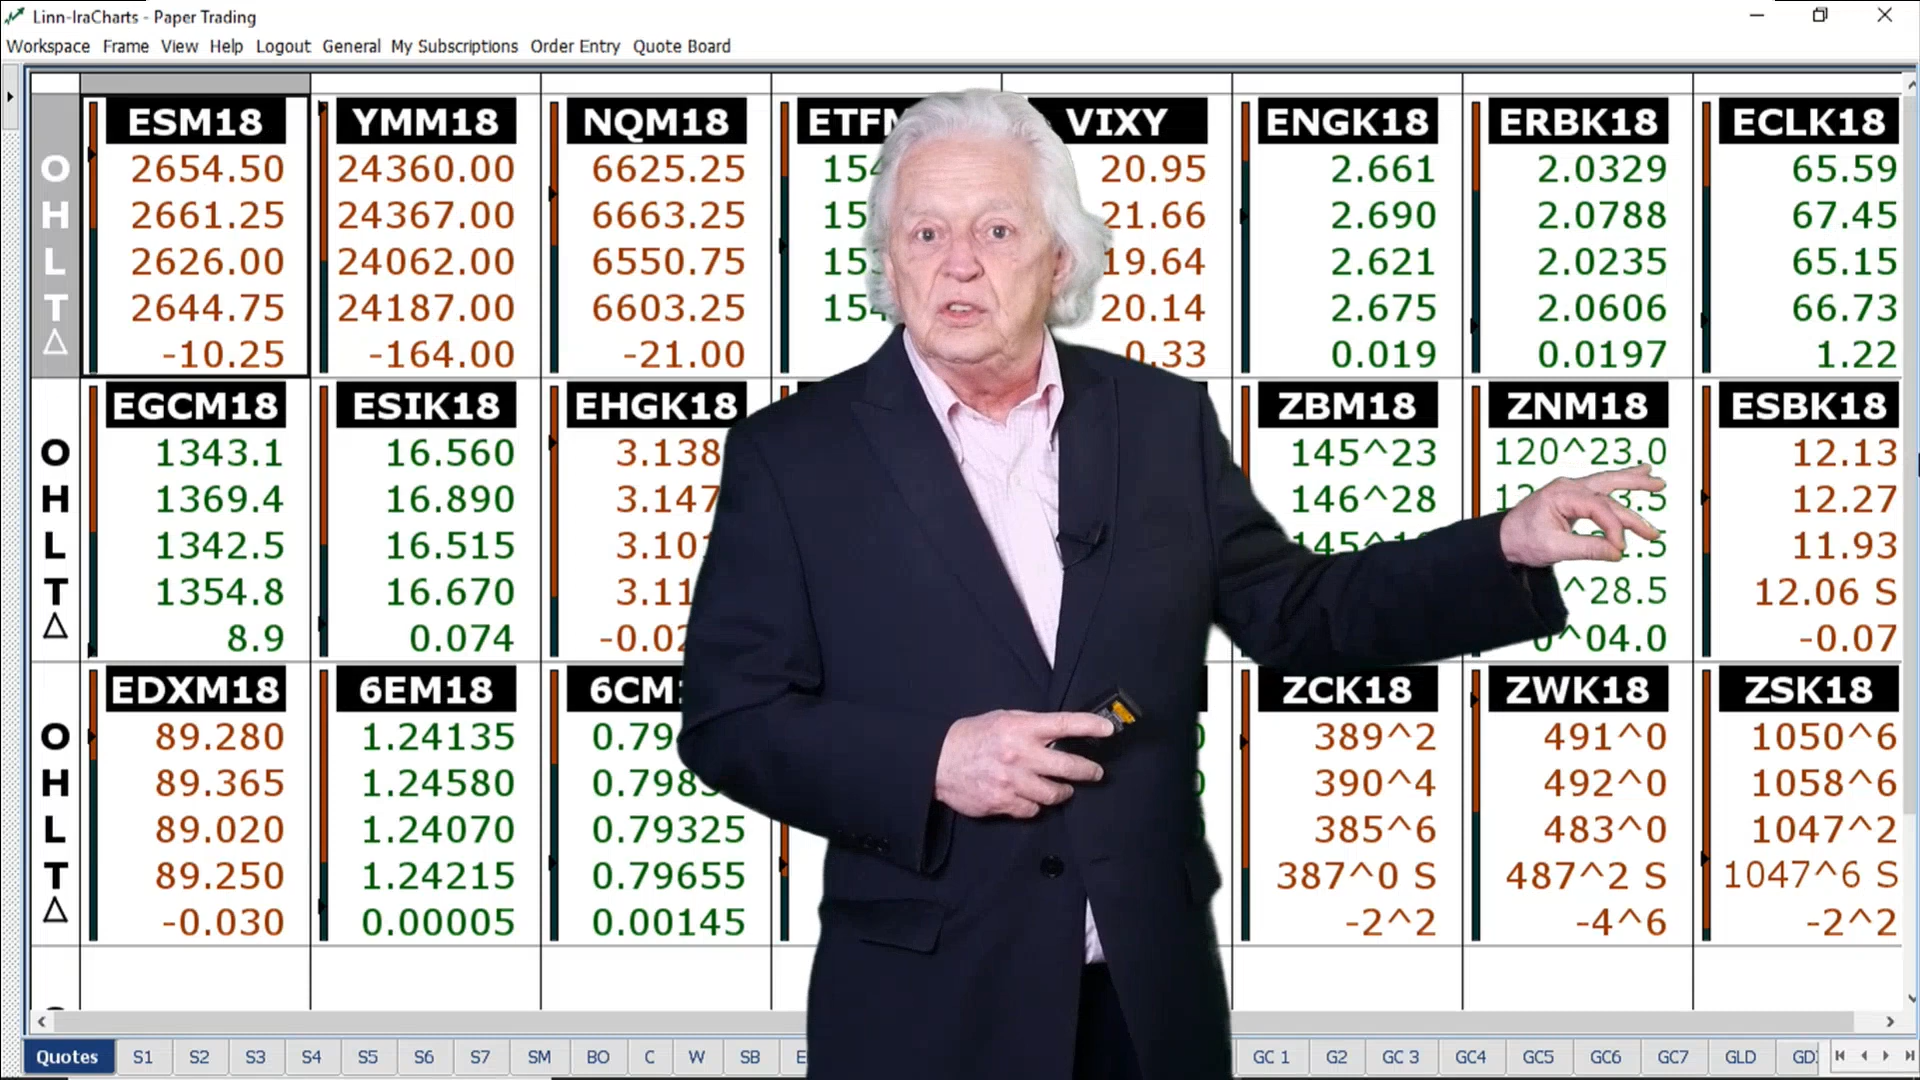 Linn-IraCharts - Paper Trading
Workspace Frame View Help Logout General My Subscriptions Order Entry Quote Board
ESM18 YMM18 NQM18 VIXY ENGK18 ERBK18 ECLK18
O 2654.50 24360.00 6625.25 20.95 2.661 2.0329 65.59
H 2661.25 24367.00 6663.25 21.66 2.690 2.0788 67.45
L 2626.00 24062.00 6550.75 19.64 2.621 2.0235 65.15
T 2644.75 24187.00 6603.25 20.14 2.675 2.0606 66.73
△ -10.25 -164.00 -21.00 0.019 0.0197 1.22
EGCM18 ESIK18 EHGK18 ZBM18 ZNM18 ESBK18
O 1343.1 16.560 3.138 145^23 120^23.0 12.13
H 1369.4 16.890 3.147 146^28 12.27
L 1342.5 16.515 11.93
T 1354.8 16.670 ^28.5 12.06 S
△ 8.9 0.074 0^04.0 -0.07
EDXM18 6EM18 ZCK18 ZWK18 ZSK18
O 89.280 1.24135 389^2 491^0 1050^6
H 89.365 1.24580 390^4 492^0 1058^6
L 89.020 1.24070 0.79325 385^6 483^0 1047^2
T 89.250 1.24215 0.79655 387^0 S 487^2 S 1047^6 S
△ -0.030 0.00005 0.00145 -2^2 -4^6 -2^2
Quotes S1 S2 S3 S4 S5 S6 S7 SM BO C W SB GC 1 G2 GC 3 GC4 GC5 GC6 GC7 GLD